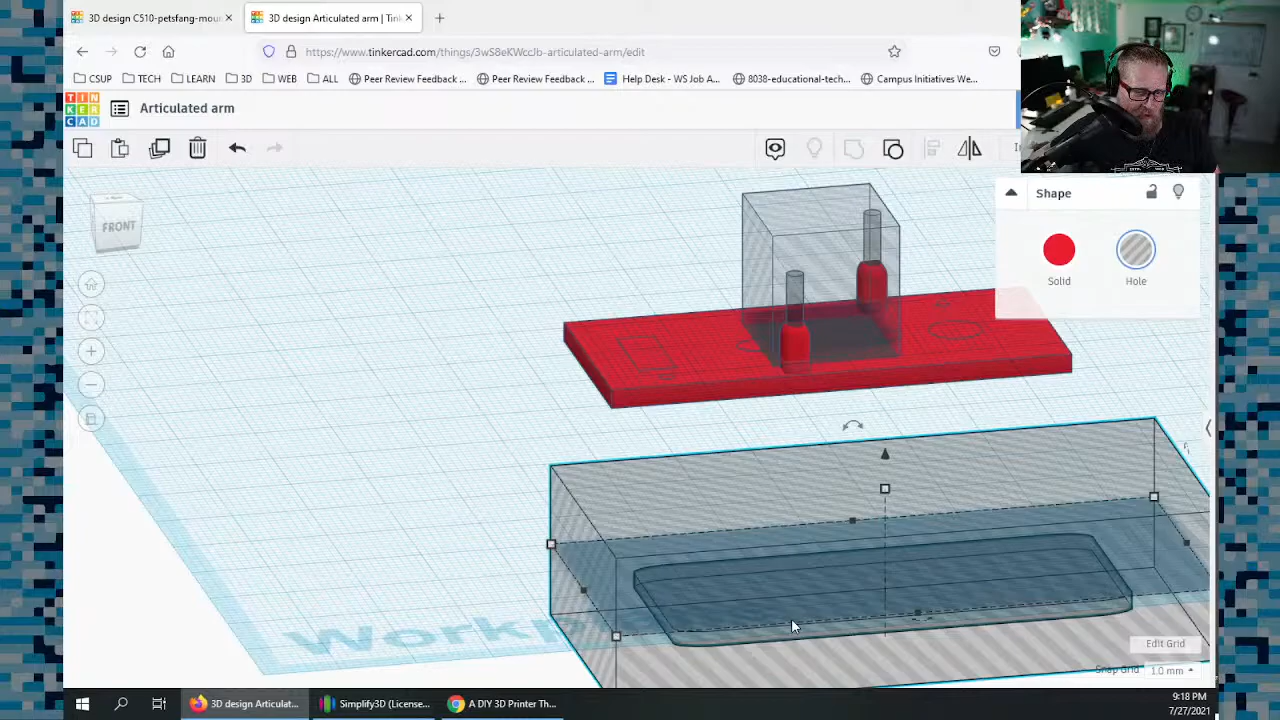 3D design C510-petsfang-mour
3D design Articulated arm | Tink
https://www.tinkercad.com/things/3wS8eKWccJb-articulated-arm/edit
CSUP TECH LEARN 3D WEB ALL Peer Review Feedback ... Peer Review Feedback ... Help Desk - WS Job A... 8038-educational-tech... Campus Initiatives We...
TIN
KER
CAD
Articulated arm
Shape
FRONT
Solid
Hole
Edit Grid
Snap Grid 1.0 mm
3D design Articulat...
Simplify3D (License...
A DIY 3D Printer Th...
9:18 PM
7/27/2021